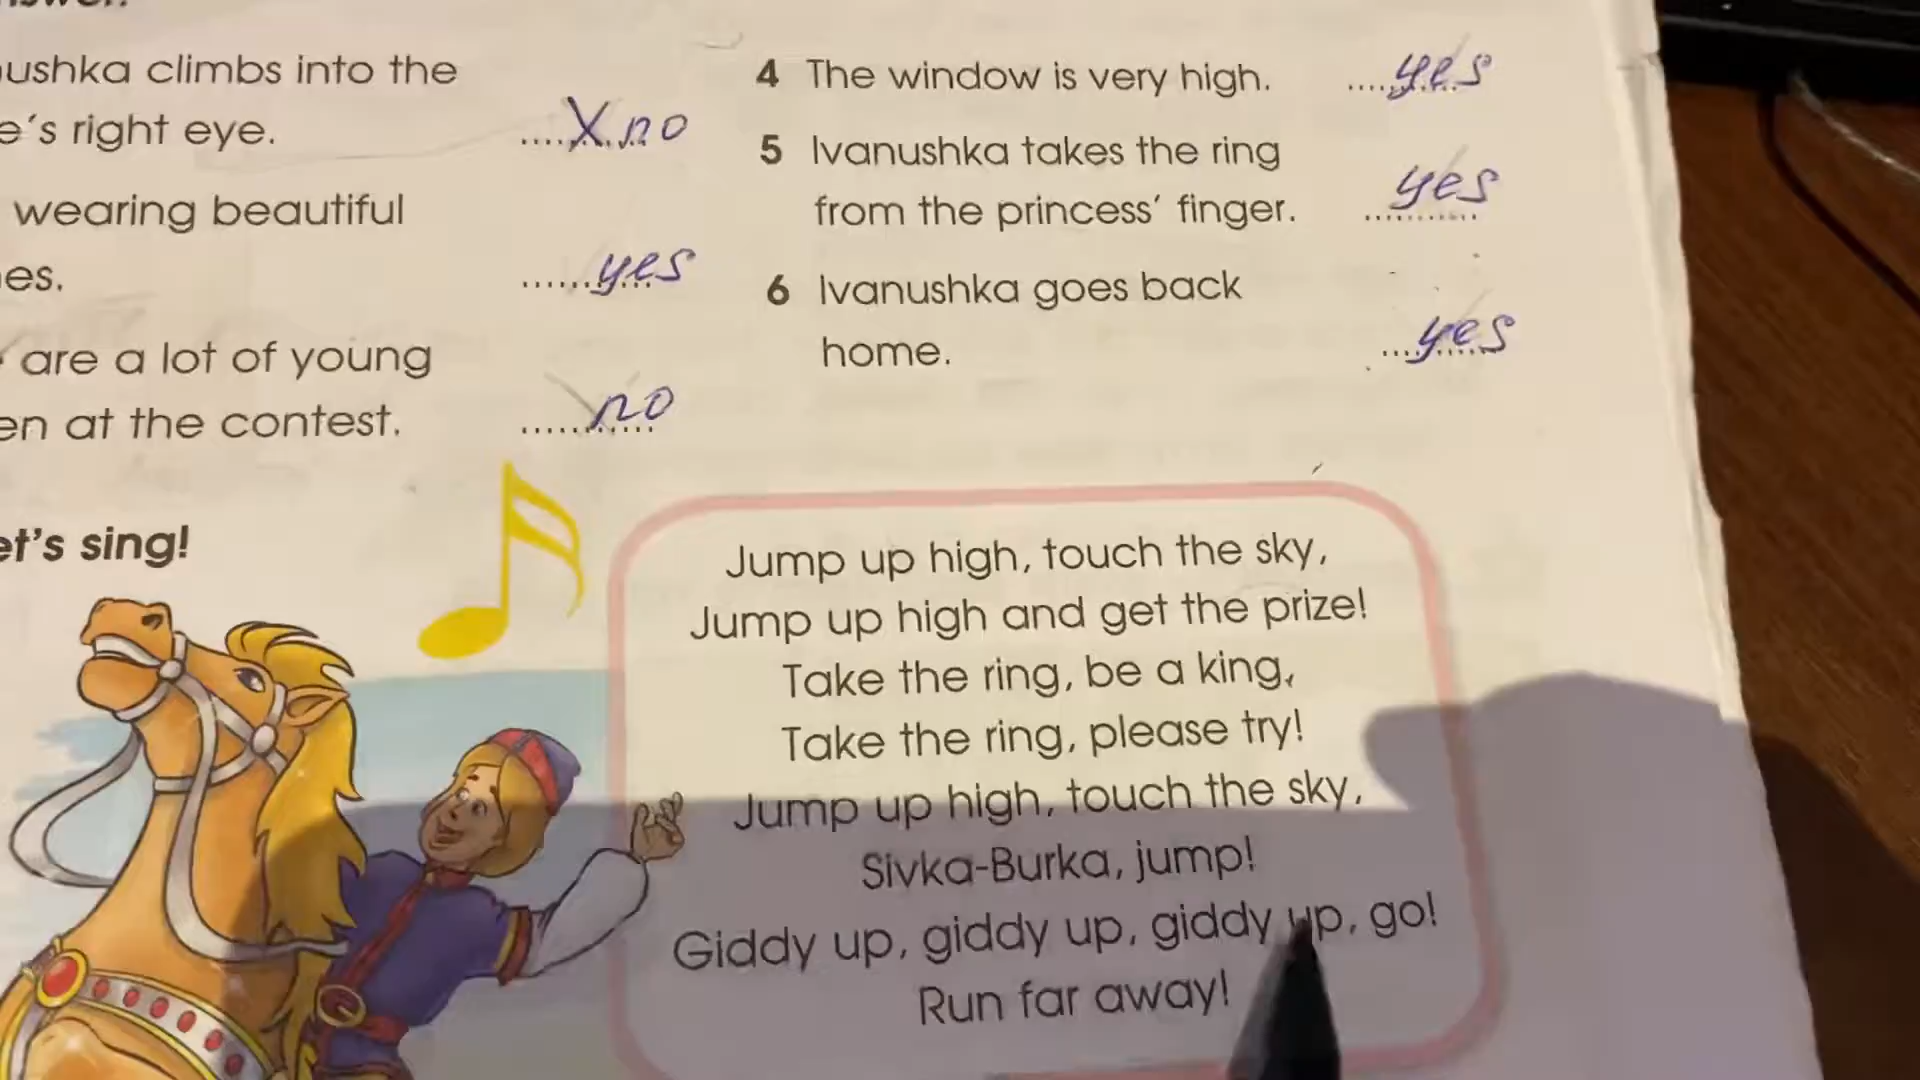 ushka climbs into the
e's right eye.
X no
wearing beautiful
es.
yes
are a lot of young
en at the contest.
no
4 The window is very high.
yes
5 Ivanushka takes the ring
from the princess' finger.
yes
6 Ivanushka goes back
home.
yes
et's sing!
Jump up high, touch the sky,
Jump up high and get the prize!
Take the ring, be a king,
Take the ring, please try!
Jump up high, touch the sky,
Sivka-Burka, jump!
Giddy up, giddy up, giddy up, go!
Run far away!